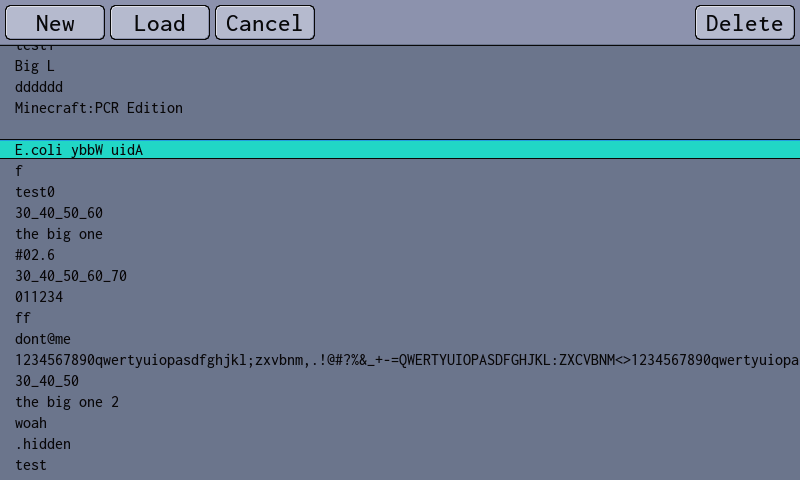 New Load Cancel Delete
test1
Big L
dddddd
Minecraft:PCR Edition
E.coli ybbW uidA
f
test0
30_40_50_60
the big one
#02.6
30_40_50_60_70
011234
ff
dont@me
1234567890qwertyuiopasdfghjkl;zxvbnm,.!@#?%&_+-=QWERTYUIOPASDFGHJKL:ZXCVBNM<>1234567890qwertyuiopa
30_40_50
the big one 2
woah
.hidden
test